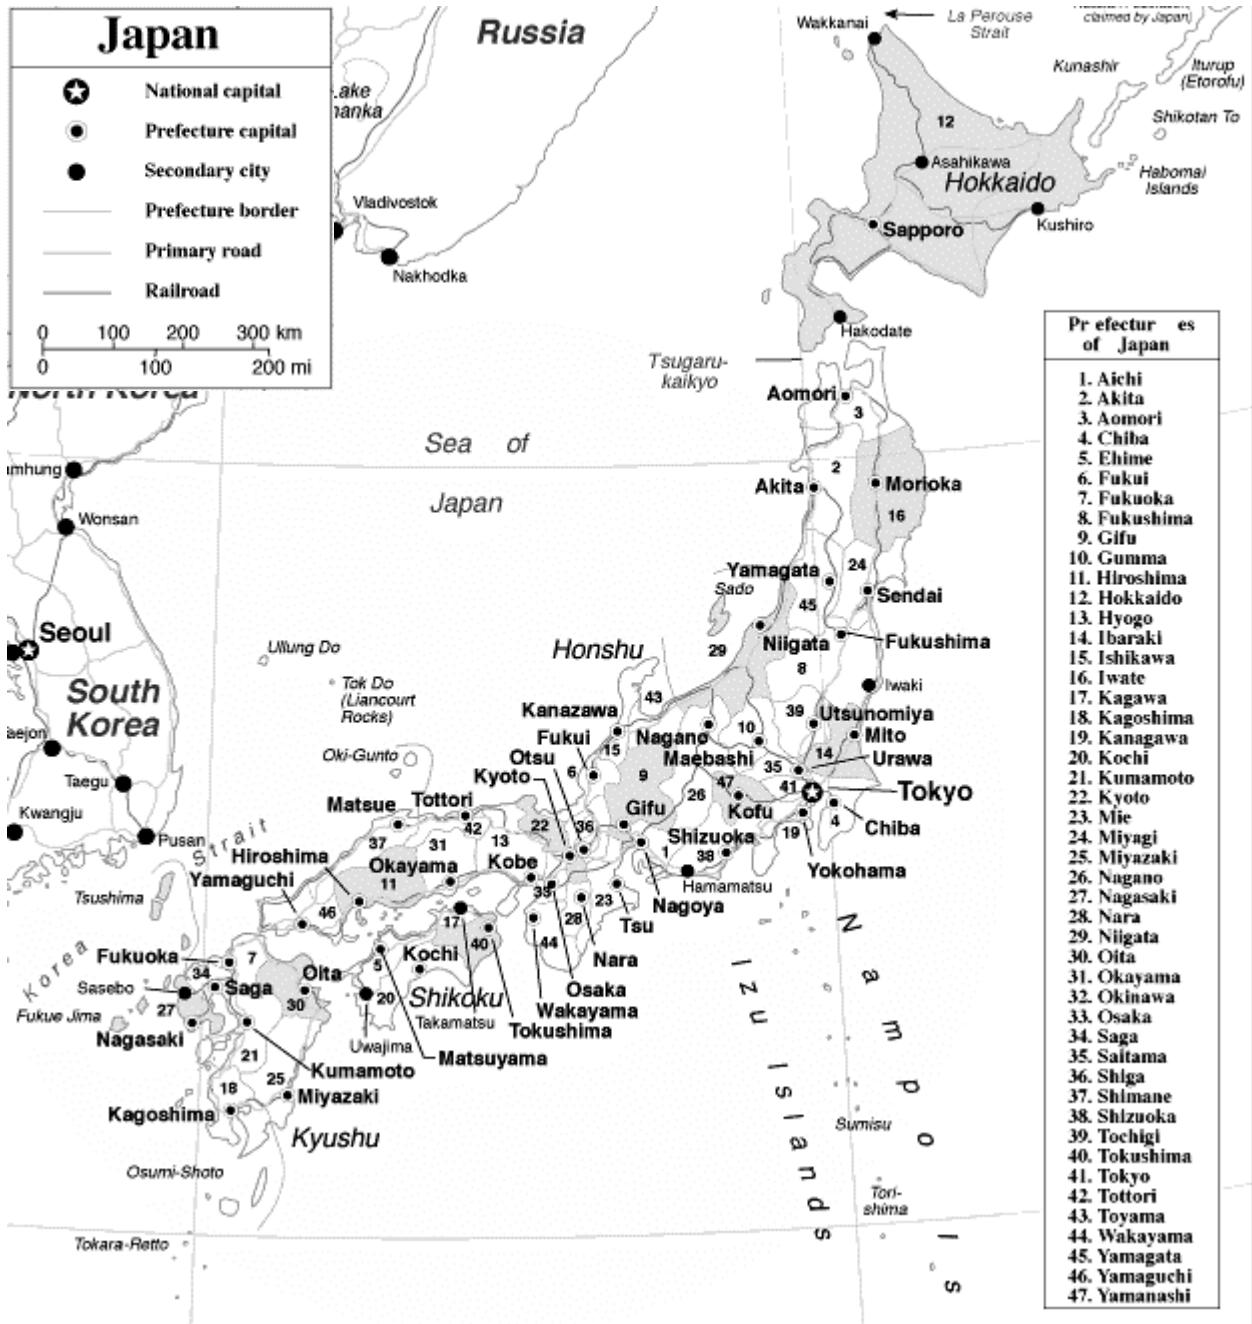 Japan
National capital
Prefecture capital
Secondary city
Prefecture border
Primary road
Railroad
0 100 200 300 km
0 100 200 mi
Russia
Lake
Vladivostok
Nakhodka
North Korea
Wonsan
Seoul
South
Korea
Taegu
Kwangju
Pusan
Wakkanai
La Perouse
Strait
claimed by Japan)
Kunashir
Iturup
(Etorofu)
Shikotan To
Habomai
Islands
12
Asahikawa
Hokkaido
Sapporo
Kushiro
Hakodate
Tsugaru-
kaikyo
Sea of
Japan
Aomori
3
2
Akita
Morioka
16
Yamagata
24
Sado
45
Sendai
Niigata
Fukushima
29
8
Iwaki
Ullung Do
Tok Do
(Liancourt
Rocks)
Oki-Gunto
Honshu
43
Kanazawa
Nagano
39
Utsunomiya
Mito
Fukui
15
10
Maebashi
14
Otsu
6
9
35
Urawa
Kyoto
26
47
41
Tokyo
Kofu
Matsue
Tottori
42
22
36
Gifu
Shizuoka
19
4
Chiba
Strait
37
31
13
1
38
Yokohama
Hiroshima
Okayama
Kobe
Hamamatsu
Yamaguchi
11
33
23
Nagoya
Tsushima
46
17
28
Tsu
Korea
40
44
Nara
Fukuoka
7
Kochi
Osaka
34
Oita
5
Wakayama
Sasebo
Saga
20
Shikoku
27
30
Takamatsu
Tokushima
Fukue Jima
Uwajima
Matsuyama
Nagasaki
21
Kumamoto
18
25
Miyazaki
Kagoshima
Kyushu
Osumi-Shoto
Tokara-Retto
Izu Islands
Nampo Is
Sumisu
Tori-
shima
Pr efectur es
of Japan
1. Aichi
2. Akita
3. Aomori
4. Chiba
5. Ehime
6. Fukui
7. Fukuoka
8. Fukushima
9. Gifu
10. Gumma
11. Hiroshima
12. Hokkaido
13. Hyogo
14. Ibaraki
15. Ishikawa
16. Iwate
17. Kagawa
18. Kagoshima
19. Kanagawa
20. Kochi
21. Kumamoto
22. Kyoto
23. Mie
24. Miyagi
25. Miyazaki
26. Nagano
27. Nagasaki
28. Nara
29. Niigata
30. Oita
31. Okayama
32. Okinawa
33. Osaka
34. Saga
35. Saitama
36. Shiga
37. Shimane
38. Shizuoka
39. Tochigi
40. Tokushima
41. Tokyo
42. Tottori
43. Toyama
44. Wakayama
45. Yamagata
46. Yamaguchi
47. Yamanashi